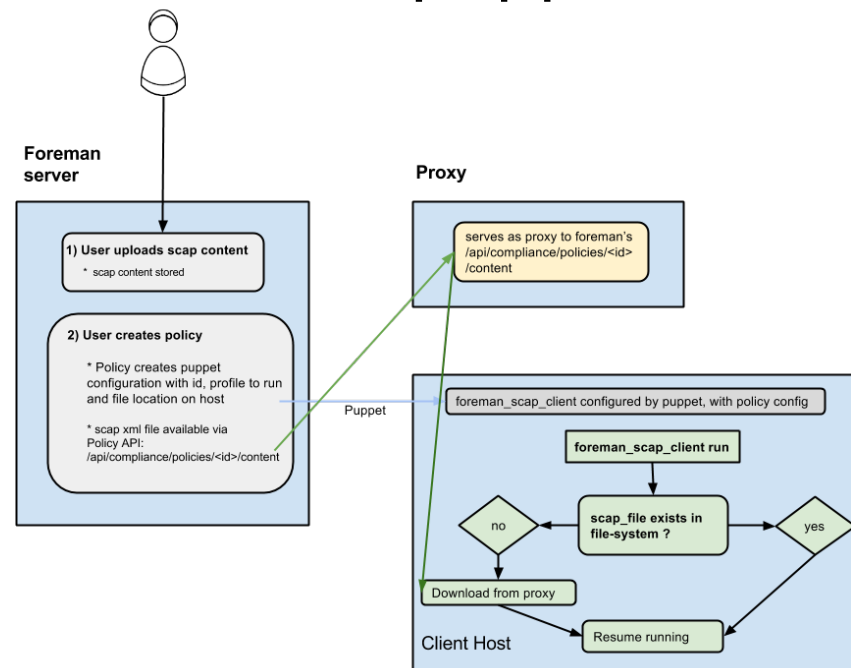 Foreman
server
Proxy
1) User uploads scap content
* scap content stored
serves as proxy to foreman's
/api/compliance/policies/<id>
/content
2) User creates policy
* Policy creates puppet
configuration with id, profile to run
and file location on host
* scap xml file available via
Policy API:
/api/compliance/policies/<id>/content
Puppet
foreman_scap_client configured by puppet, with policy config
foreman_scap_client run
scap_file exists in
file-system ?
no
yes
Download from proxy
Resume running
Client Host